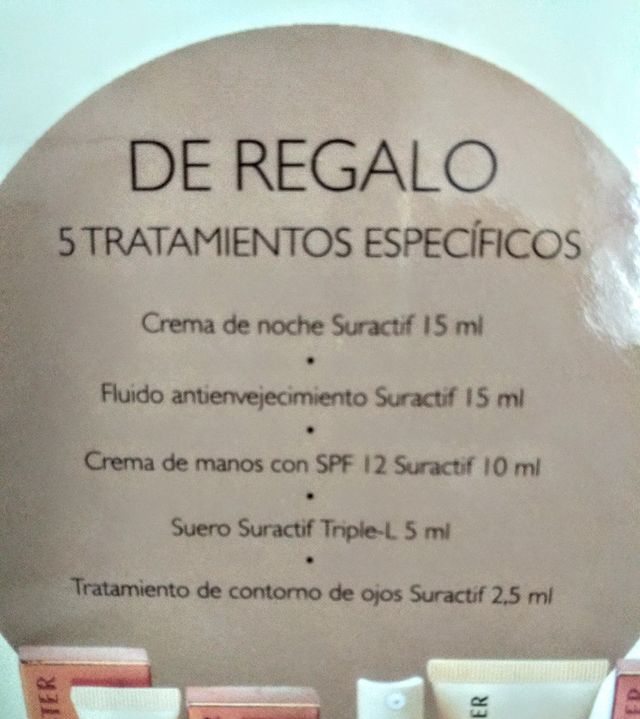 DE REGALO
5 TRATAMIENTOS ESPECÍFICOS
Crema de noche Suractif 15 ml
•
Fluido antienvejecimiento Suractif 15 ml
•
Crema de manos con SPF 12 Suractif 10 ml
•
Suero Suractif Triple-L 5 ml
•
Tratamiento de contorno de ojos Suractif 2,5 ml
TER
TER